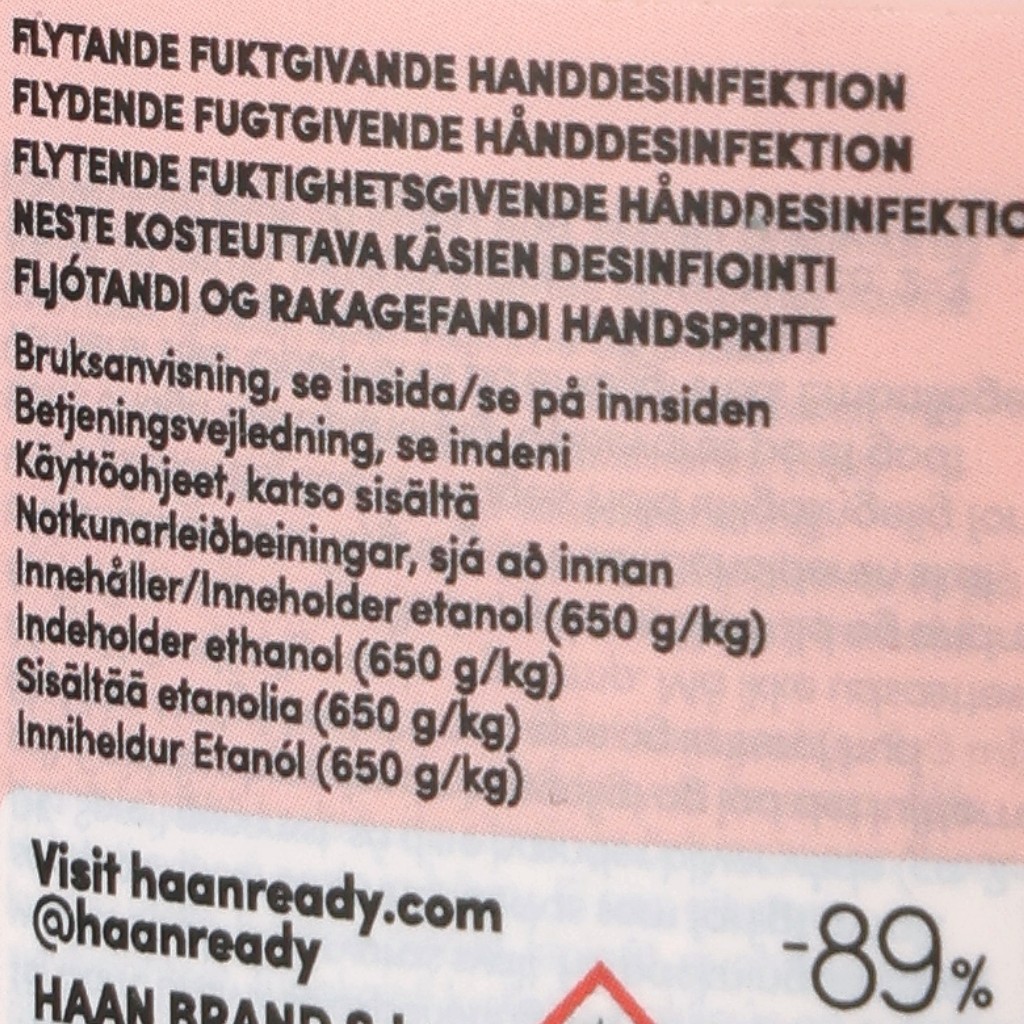 FLYTANDE FUKTGIVANDE HANDDESINFEKTION
FLYDENDE FUGTGIVENDE HÅNDDESINFEKTION
FLYTENDE FUKTIGHETSGIVENDE HÅNDDESINFEKTIO
NESTE KOSTEUTTAVA KÄSIEN DESINFIOINTI
FLJÓTANDI OG RAKAGEFANDI HANDSPRITT
Bruksanvisning, se insida/se på innsiden
Betjeningsvejledning, se indeni
Käyttöohjeet, katso sisältä
Notkunarleiðbeiningar, sjá að innan
Innehåller/Inneholder etanol (650 g/kg)
Indeholder ethanol (650 g/kg)
Sisältää etanolia (650 g/kg)
Inniheldur Etanól (650 g/kg)
Visit haanready.com
@haanready
HAAN BRAND
-89%